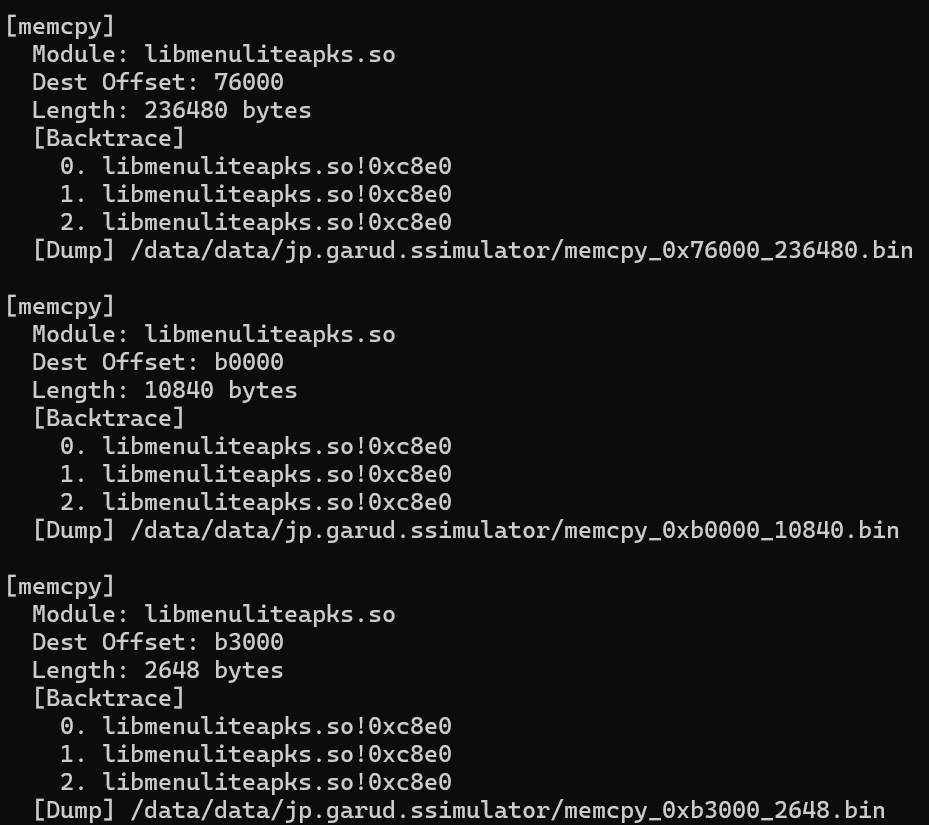 [memcpy]
  Module: libmenuliteapks.so
  Dest Offset: 76000
  Length: 236480 bytes
  [Backtrace]
    0. libmenuliteapks.so!0xc8e0
    1. libmenuliteapks.so!0xc8e0
    2. libmenuliteapks.so!0xc8e0
  [Dump] /data/data/jp.garud.ssimulator/memcpy_0x76000_236480.bin

[memcpy]
  Module: libmenuliteapks.so
  Dest Offset: b0000
  Length: 10840 bytes
  [Backtrace]
    0. libmenuliteapks.so!0xc8e0
    1. libmenuliteapks.so!0xc8e0
    2. libmenuliteapks.so!0xc8e0
  [Dump] /data/data/jp.garud.ssimulator/memcpy_0xb0000_10840.bin

[memcpy]
  Module: libmenuliteapks.so
  Dest Offset: b3000
  Length: 2648 bytes
  [Backtrace]
    0. libmenuliteapks.so!0xc8e0
    1. libmenuliteapks.so!0xc8e0
    2. libmenuliteapks.so!0xc8e0
  [Dump] /data/data/jp.garud.ssimulator/memcpy_0xb3000_2648.bin